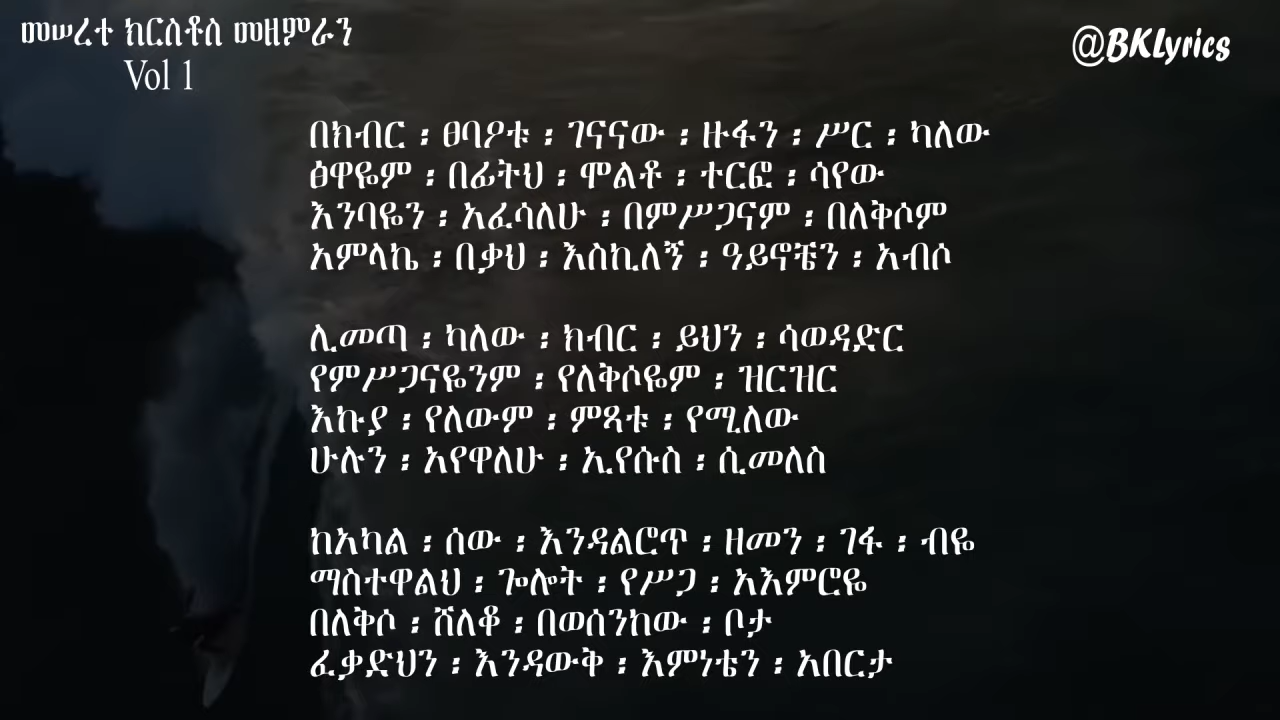 መሠረተ ክርስቶስ መዘምራን
Vol 1
@BKLyrics
በክብር ፡ ፀባዖቱ ፡ ገናናው ፡ ዙፋን ፡ ሥር ፡ ካለው
ፅዋዬም ፡ በፊትህ ፡ ሞልቶ ፡ ተርፎ ፡ ሳየው
እንባዬን ፡ አፈሳለሁ ፡ በምሥጋናም ፡ በለቅሶም
አምላኬ ፡ በቃህ ፡ እስኪለኝ ፡ ዓይኖቼን ፡ አብሶ
ሊመጣ ፡ ካለው ፡ ክብር ፡ ይህን ፡ ሳወዳድር
የምሥጋናዬንም ፡ የለቅሶዬም ፡ ዝርዝር
እኩያ ፡ የለውም ፡ ምጻቱ ፡ የሚለው
ሁሉን ፡ አየዋለሁ ፡ ኢየሱስ ፡ ሲመለስ
ከአካል ፡ ሰው ፡ እንዳልሮጥ ፡ ዘመን ፡ ገፋ ፡ ብዬ
ማስተዋልህ ፡ ጐሎት ፡ የሥጋ ፡ አእምሮዬ
በለቅሶ ፡ ሸለቆ ፡ በወሰንከው ፡ ቦታ
ፈቃድህን ፡ እንዳውቅ ፡ እምነቴን ፡ አበርታ